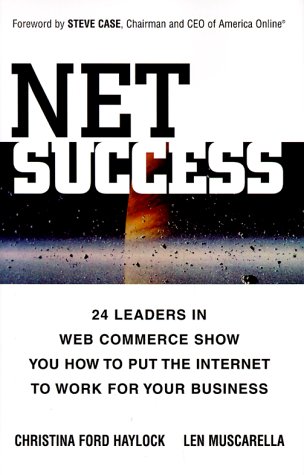 Foreword by STEVE CASE, Chairman and CEO of America Online®
NET
SUCCESS
24 LEADERS IN
WEB COMMERCE SHOW
YOU HOW TO PUT THE INTERNET
TO WORK FOR YOUR BUSINESS
CHRISTINA FORD HAYLOCK LEN MUSCARELLA